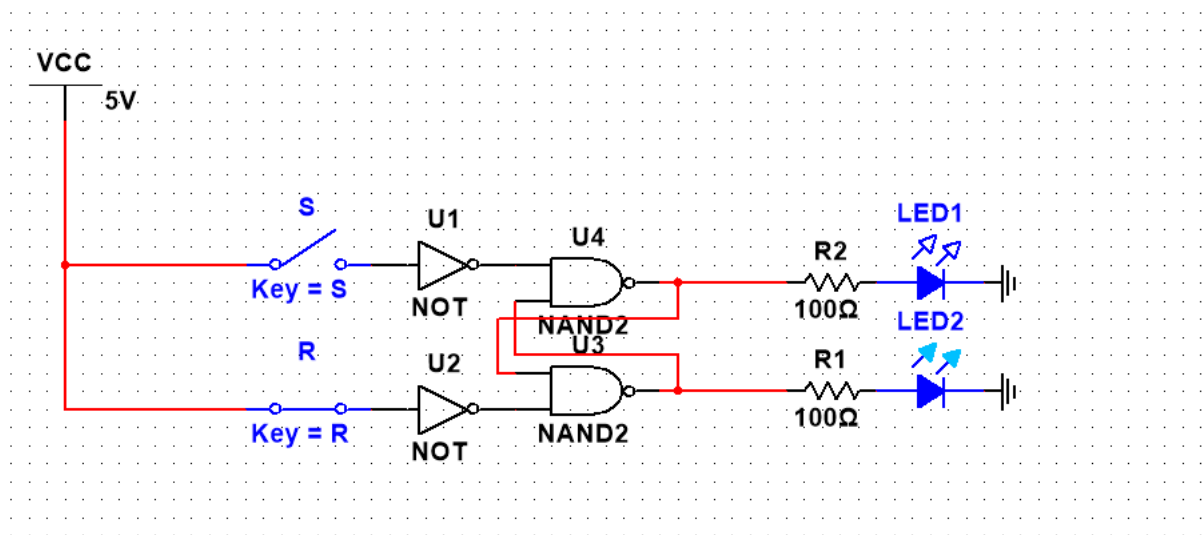 VCC
5V
S
Key = S
U1
NOT
U4
NAND2
R2
100Ω
LED1
R
Key = R
U2
NOT
U3
NAND2
R1
100Ω
LED2